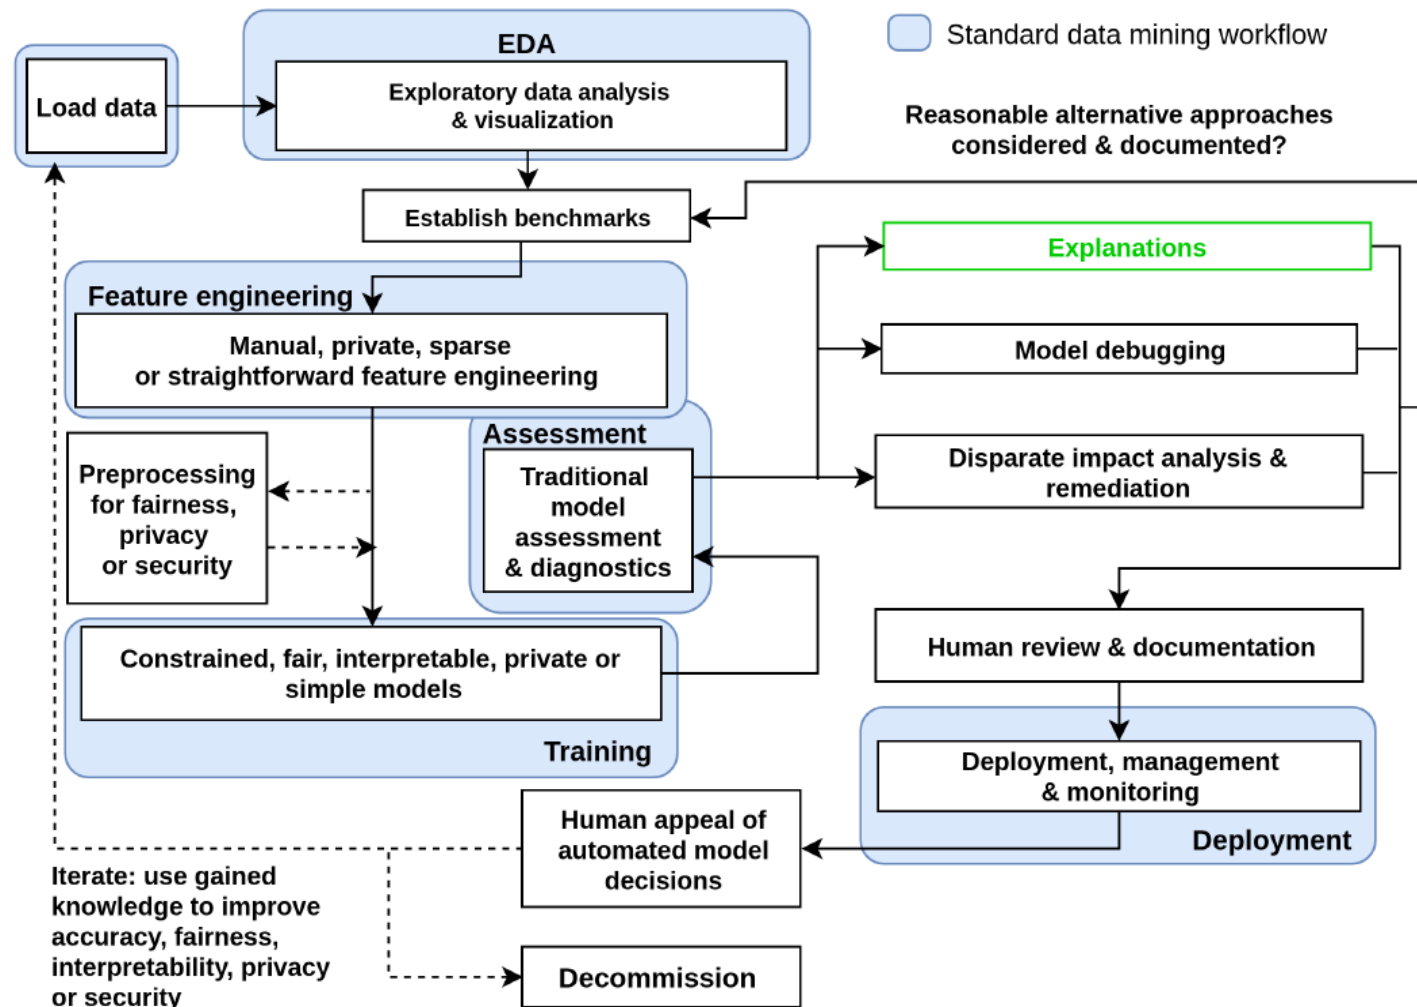 EDA
Standard data mining workflow
Load data
Exploratory data analysis
& visualization
Reasonable alternative approaches
considered & documented?
Establish benchmarks
Explanations
Feature engineering
Manual, private, sparse
or straightforward feature engineering
Model debugging
Assessment
Traditional
model
assessment
& diagnostics
Disparate impact analysis &
remediation
Preprocessing
for fairness,
privacy
or security
Constrained, fair, interpretable, private or
simple models
Training
Human review & documentation
Deployment, management
& monitoring
Deployment
Human appeal of
automated model
decisions
Iterate: use gained
knowledge to improve
accuracy, fairness,
interpretability, privacy
or security
Decommission